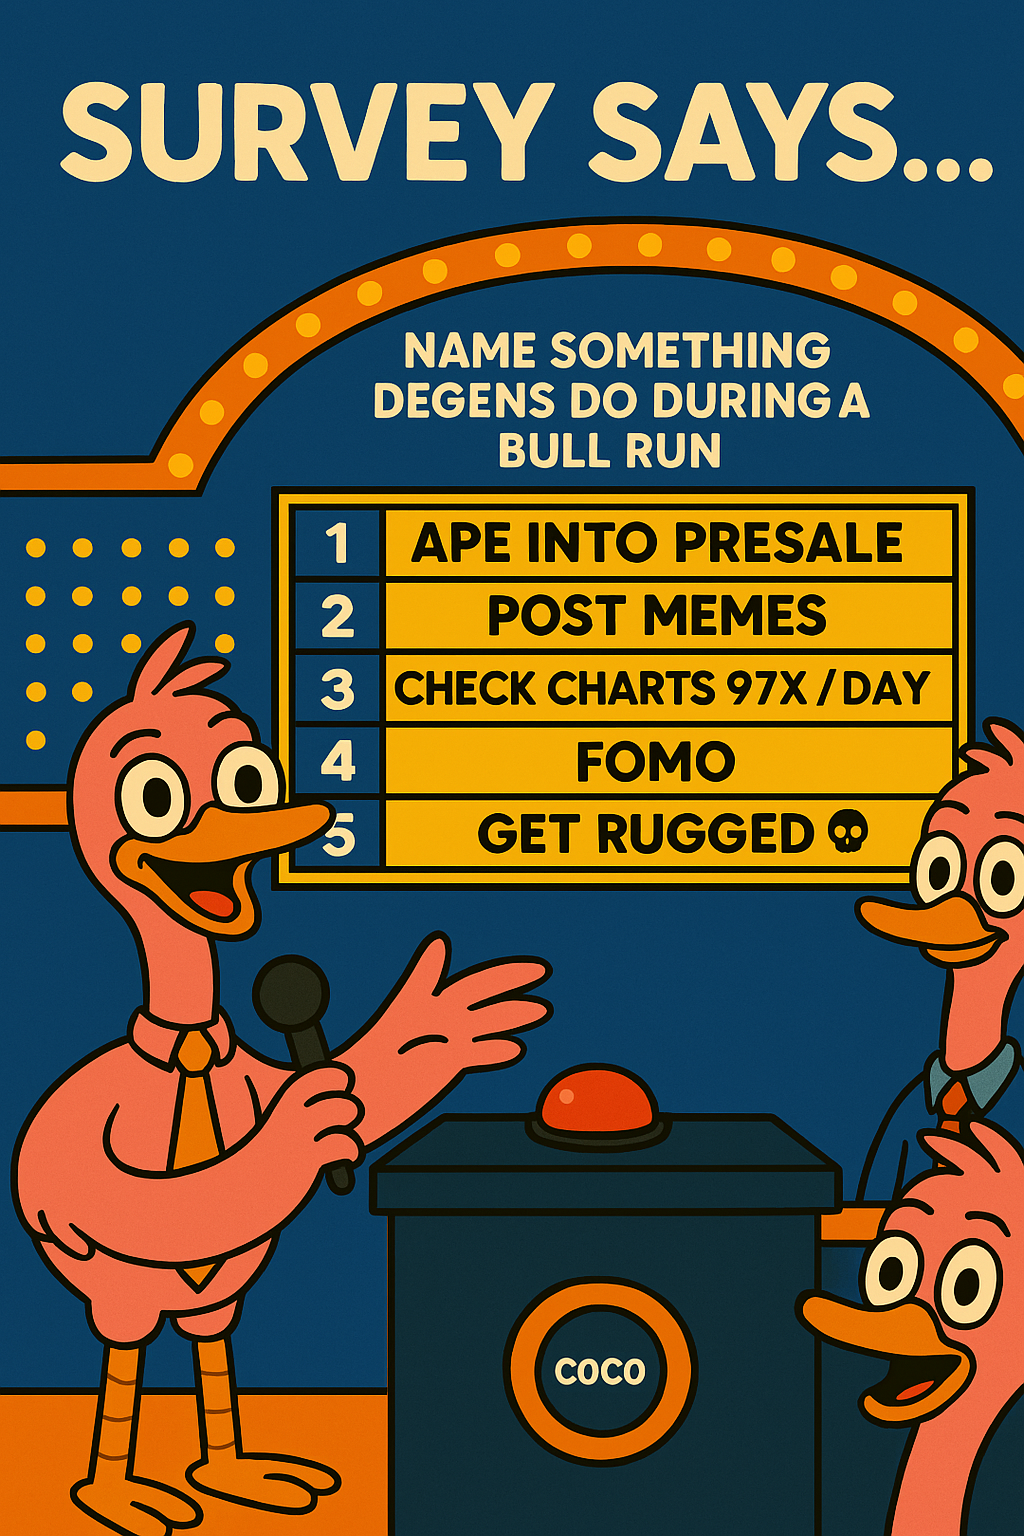 SURVEY SAYS...
NAME SOMETHING
DEGENS DO DURING A
BULL RUN
1 APE INTO PRESALE
2 POST MEMES
3 CHECK CHARTS 97X/DAY
4 FOMO
5 GET RUGGED 💀
COCO